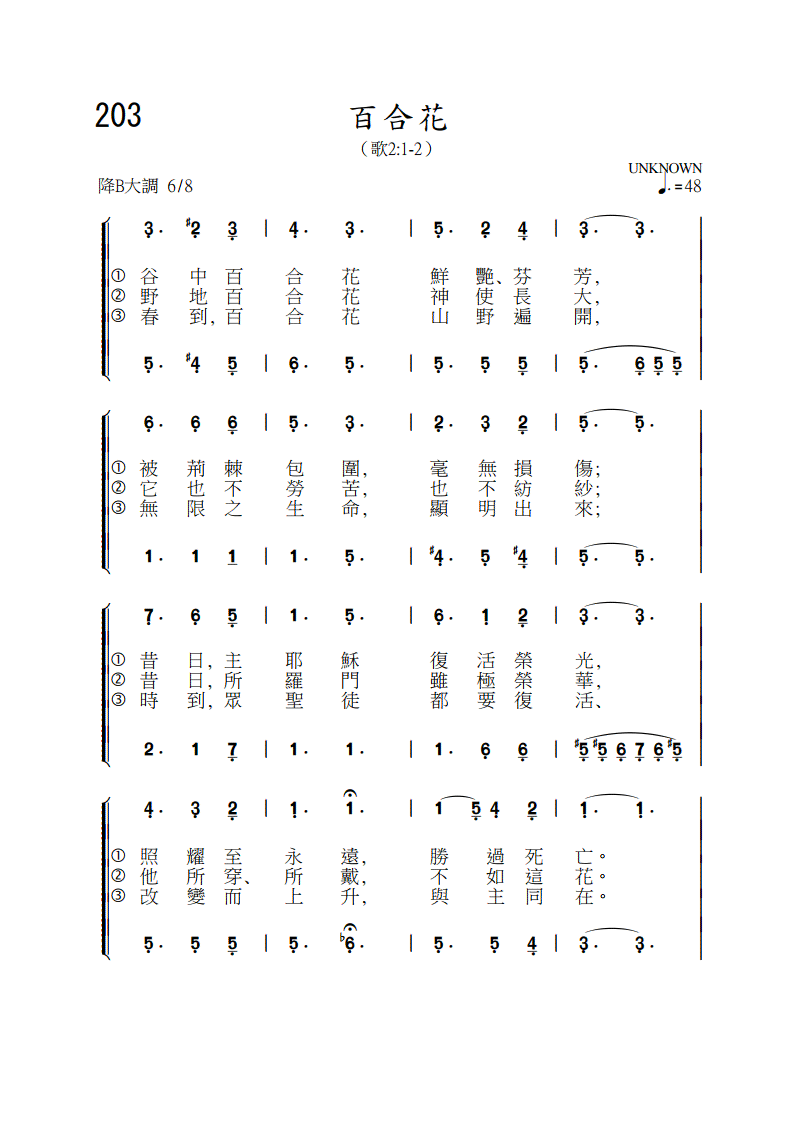 203
百合花
（歌2:1-2）
UNKNOWN
降B大調 6/8
♩. =48
3. ♯2 3 | 4. 3. | 5. 2 4 | 3. 3.
① 谷 中 百 合 花 鮮 艷、芬 芳，
② 野 地 百 合 花 神 使 長 大，
③ 春 到，百 合 花 山 野 遍 開，
5. ♯4 5 | 6. 5. | 5. 5 5 | 5. 6 5 5
6. 6 6 | 5. 3. | 2. 3 2 | 5. 5.
① 被 荊 棘 包 圍， 毫 無 損 傷；
② 它 也 不 勞 苦， 也 不 紡 紗；
③ 無 限 之 生 命， 顯 明 出 來；
1. 1 1 | 1. 5. | ♯4. 5 ♯4 | 5. 5.
7. 6 5 | 1. 5. | 6. 1 2 | 3. 3.
① 昔 日，主 耶 穌 復 活 榮 光，
② 昔 日，所 羅 門 雖 極 榮 華，
③ 時 到，眾 聖 徒 都 要 復 活、
2. 1 7 | 1. 1. | 1. 6 6 | ♯5 ♯5 6 7 6 ♯5
4. 3 2 | 1. 1. | 1 5 4 2 | 1. 1.
① 照 耀 至 永 遠， 勝 過 死 亡。
② 他 所 穿、所 戴， 不 如 這 花。
③ 改 變 而 上 升， 與 主 同 在。
5. 5 5 | 5. ♭6. | 5. 5 4 | 3. 3.